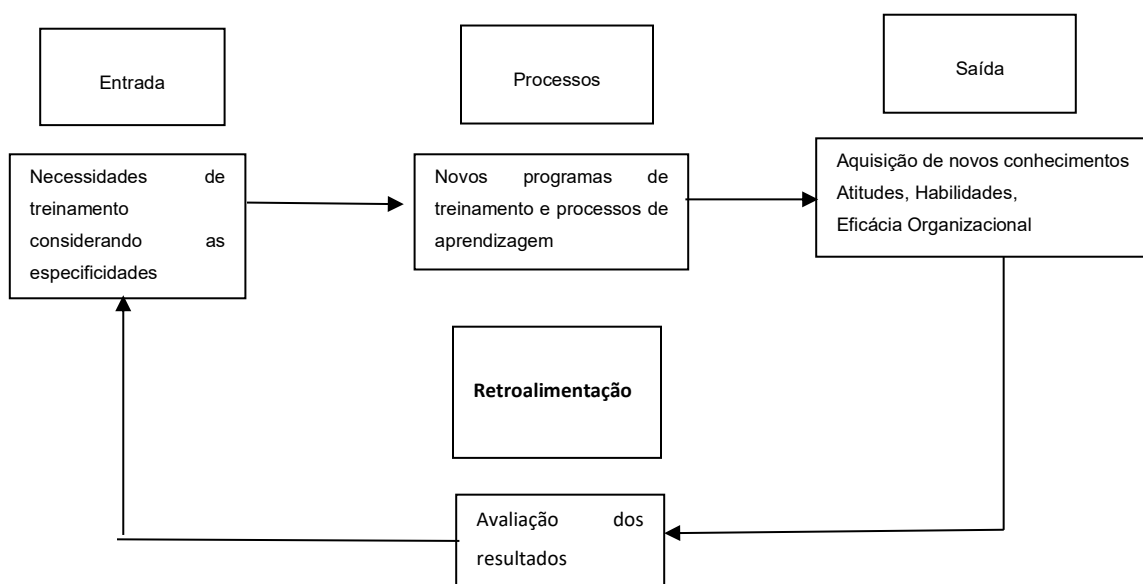 Entrada
Processos
Saída
Necessidades de
treinamento
considerando as
especificidades
Novos programas de
treinamento e processos de
aprendizagem
Aquisição de novos conhecimentos
Atitudes, Habilidades,
Eficácia Organizacional
Retroalimentação
Avaliação dos
resultados